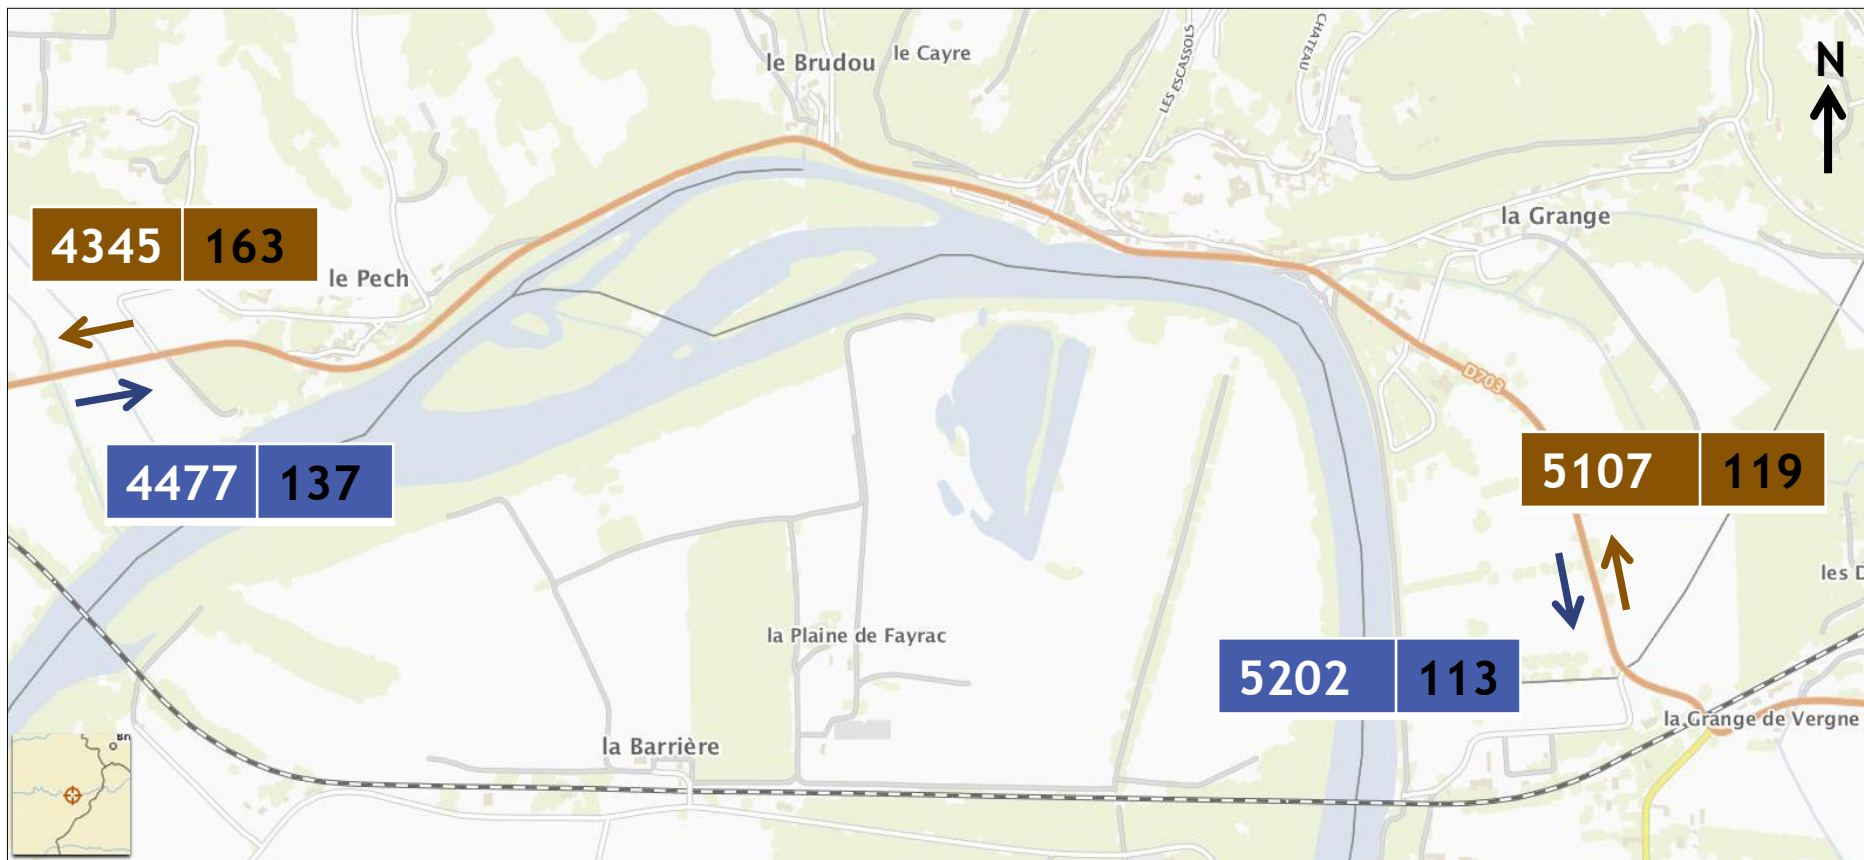 le Brudou
le Cayre
LES ESCASSOLS
CHATEAU
N
4345 163
le Pech
la Grange
D703
4477 137
5107 119
les D
la Plaine de Fayrac
5202 113
la Grange de Vergne
la Barrière